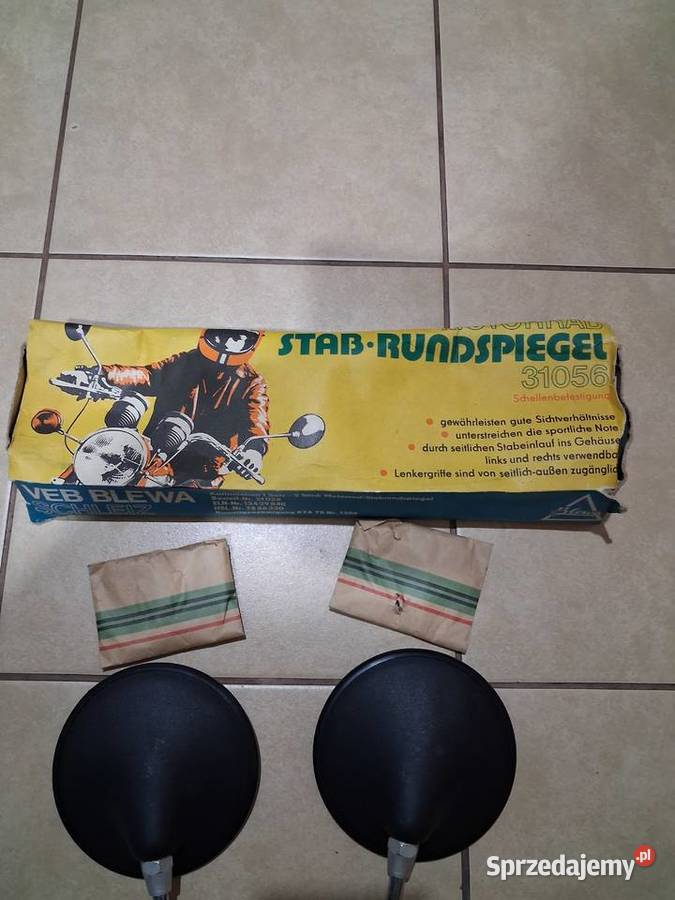 STAB·RUNDSPIEGEL
31056
Schellenbefestigung
• gewährleisten gute Sichtverhältnisse
• unterstreichen die sportliche Note
• durch seitlichen Stabeinlauf ins Gehäuse
links und rechts verwendba
• Lenkergriffe sind von seitlich-außen zugänglic
VEB BLEWA
SCHLEIZ
Sprzedajemy.pl